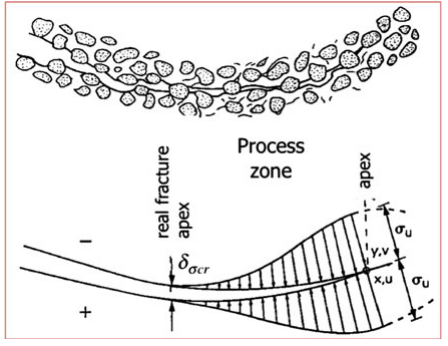 Process
zone
real fracture
apex
apex
δσcr
σu
y,v
x,u
σu
−
+